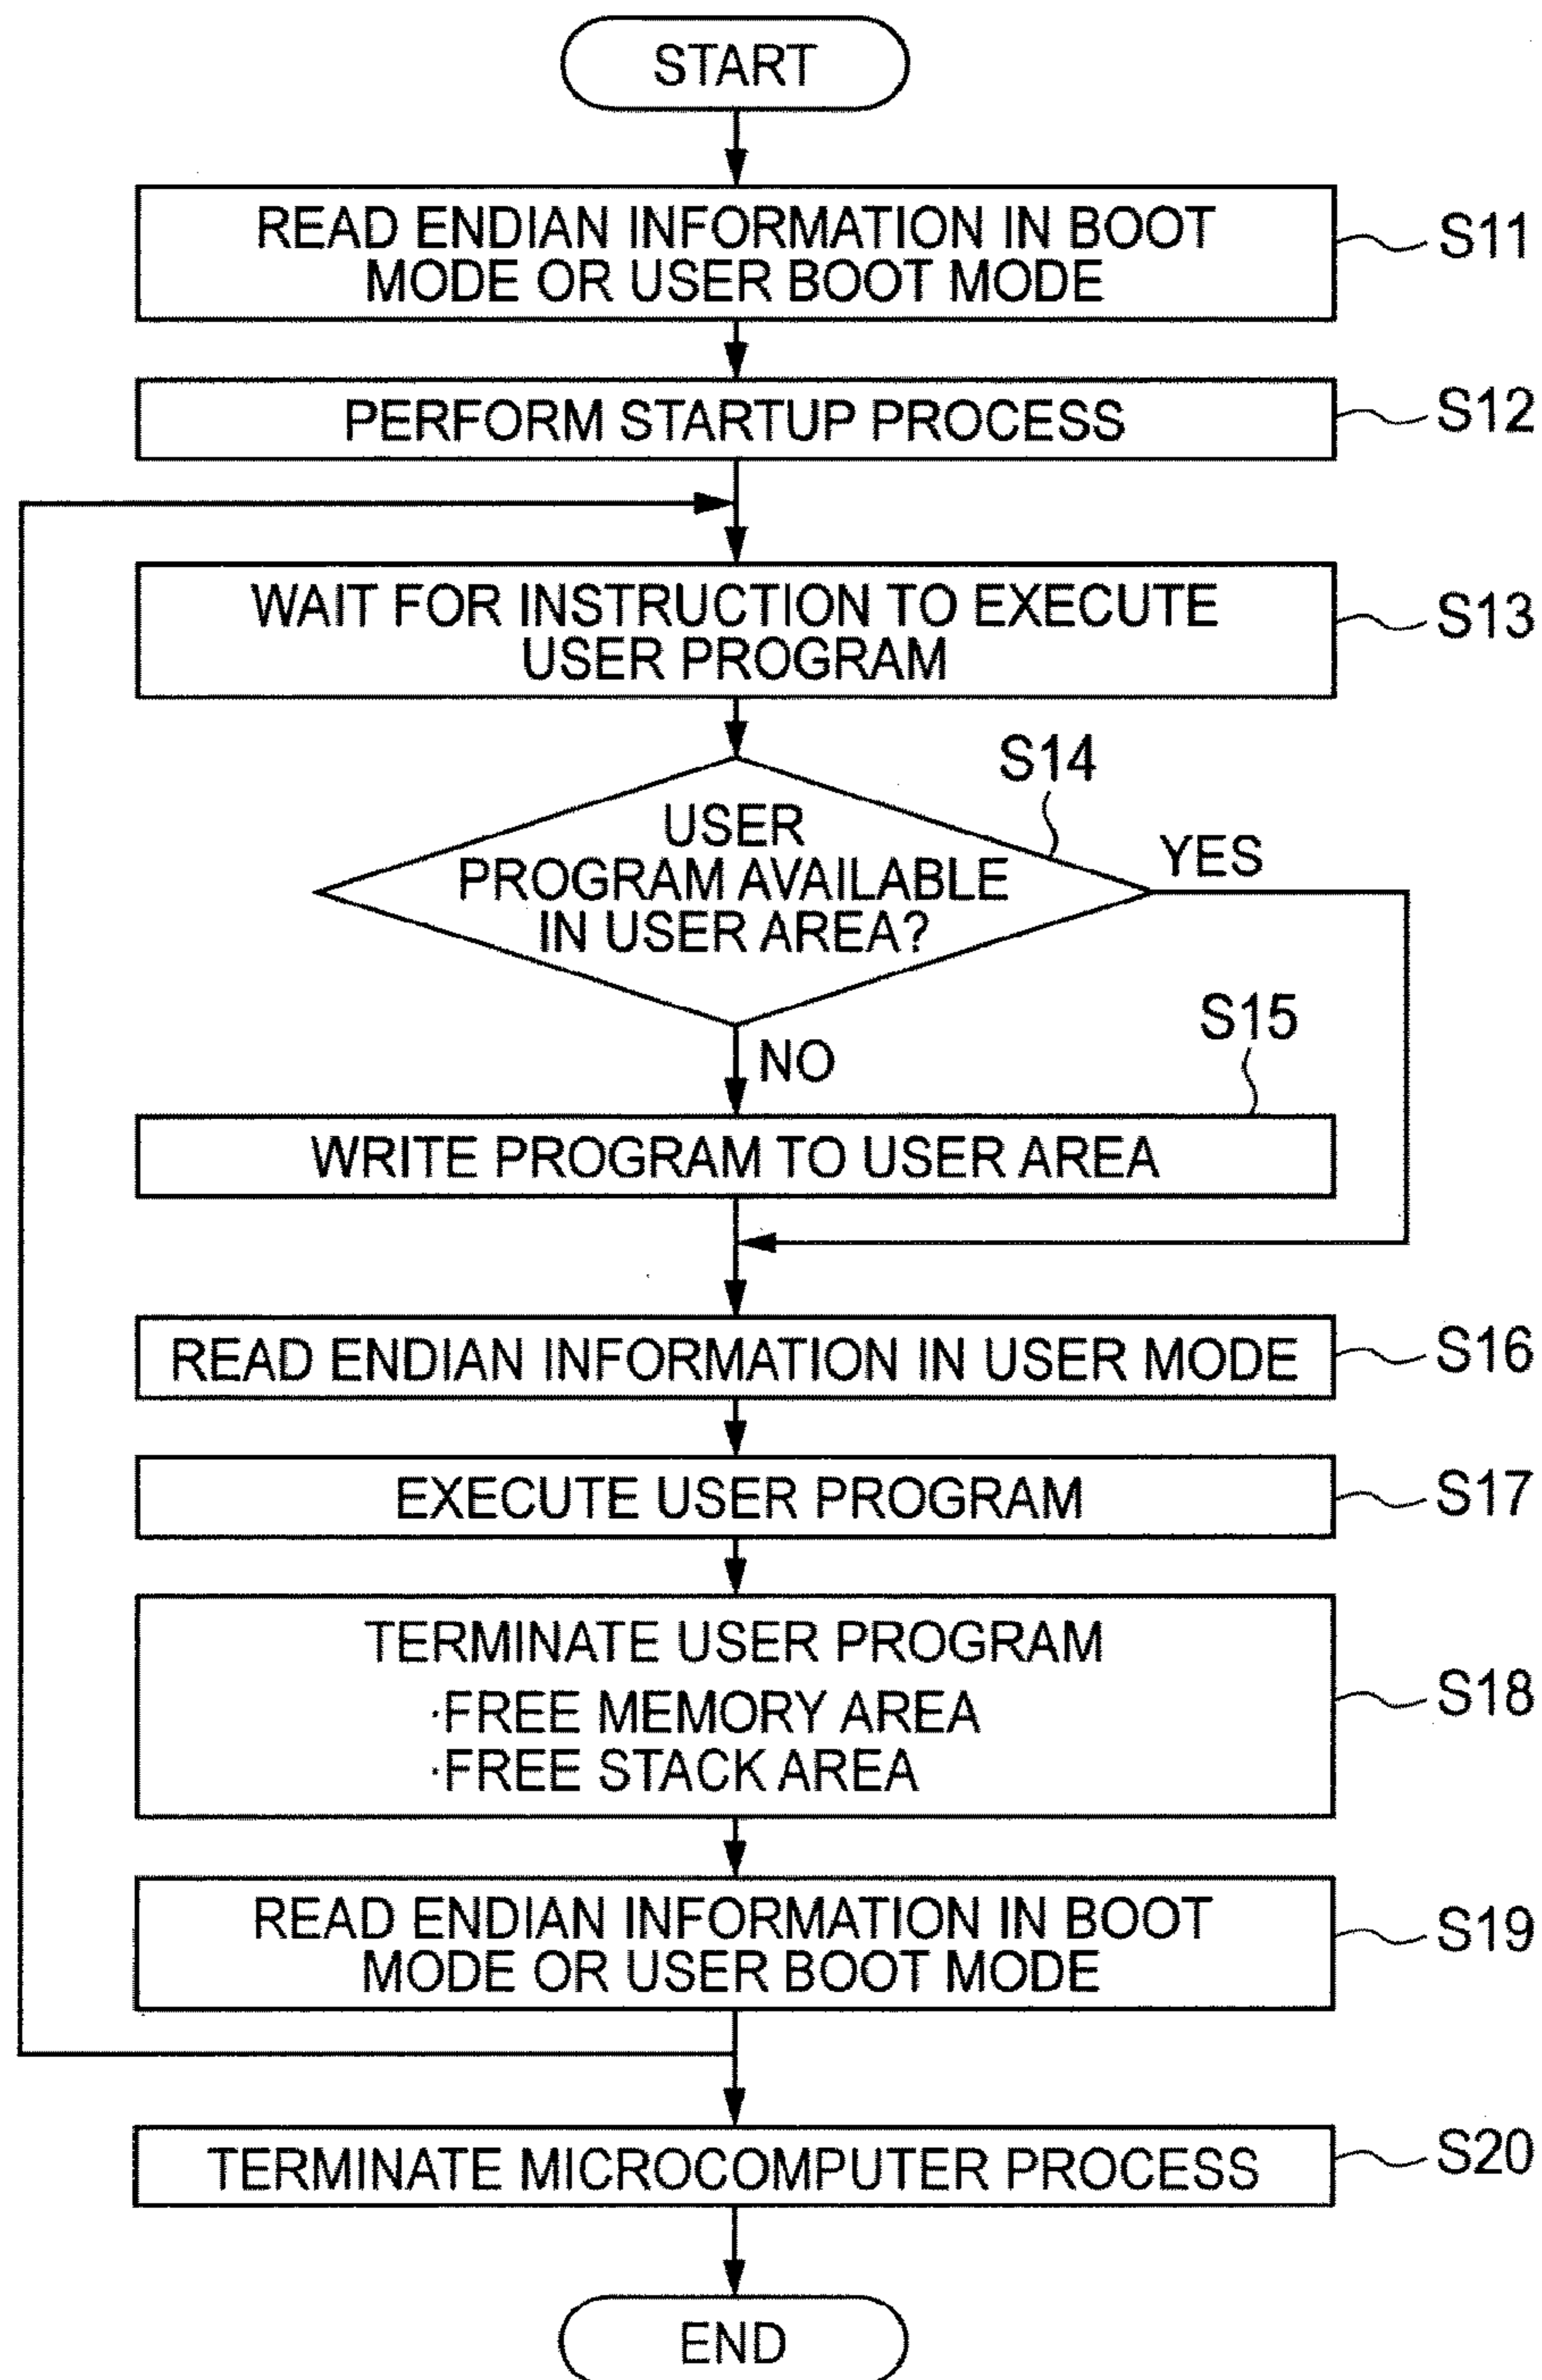 START
READ ENDIAN INFORMATION IN BOOT
MODE OR USER BOOT MODE
S11
PERFORM STARTUP PROCESS
S12
WAIT FOR INSTRUCTION TO EXECUTE
USER PROGRAM
S13
S14
USER
PROGRAM AVAILABLE
IN USER AREA?
YES
NO
S15
WRITE PROGRAM TO USER AREA
READ ENDIAN INFORMATION IN USER MODE
S16
EXECUTE USER PROGRAM
S17
TERMINATE USER PROGRAM
·FREE MEMORY AREA
·FREE STACK AREA
S18
READ ENDIAN INFORMATION IN BOOT
MODE OR USER BOOT MODE
S19
TERMINATE MICROCOMPUTER PROCESS
S20
END